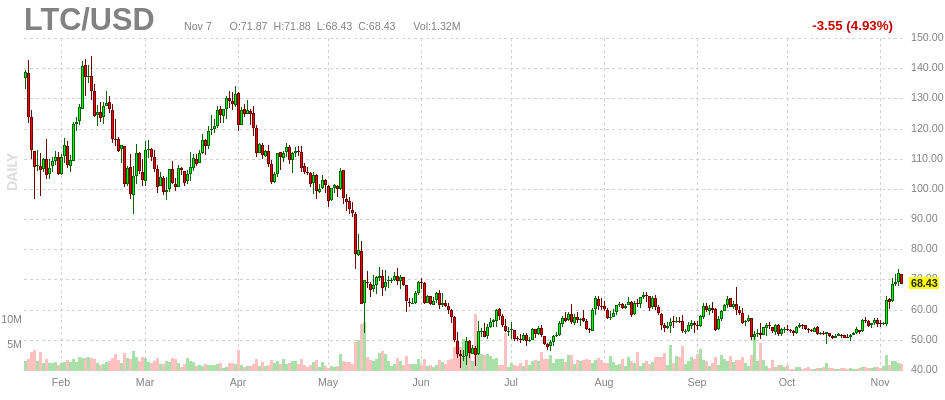 LTC/USD Nov 7 O:71.87 H:71.88 L:68.43 C:68.43 Vol:1.32M -3.55 (4.93%)
150.00
140.00
130.00
120.00
110.00
DAILY
100.00
90.00
80.00
70.00
68.43
60.00
10M
50.00
5M
40.00
Feb Mar Apr May Jun Jul Aug Sep Oct Nov